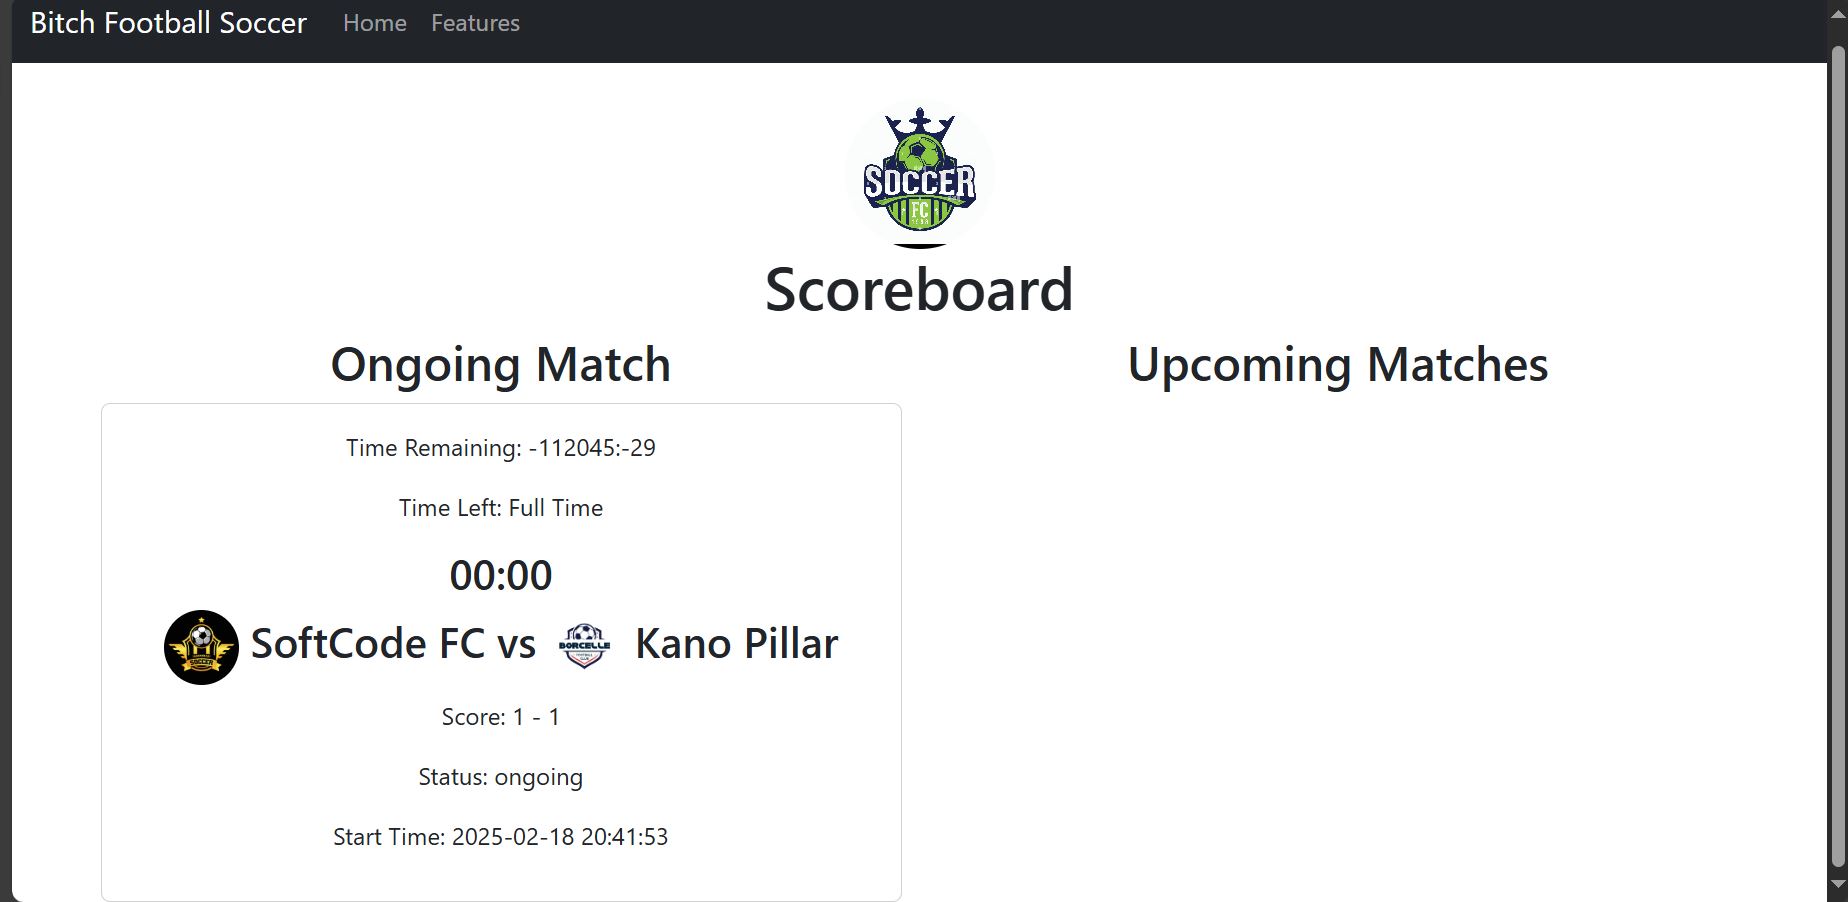 Bitch Football Soccer Home Features
SOCCER
FC
Scoreboard
Ongoing Match
Time Remaining: -112045:-29
Time Left: Full Time
00:00
SOCCER
SoftCode FC vs
BORCELLE
Kano Pillar
Score: 1 - 1
Status: ongoing
Start Time: 2025-02-18 20:41:53
Upcoming Matches